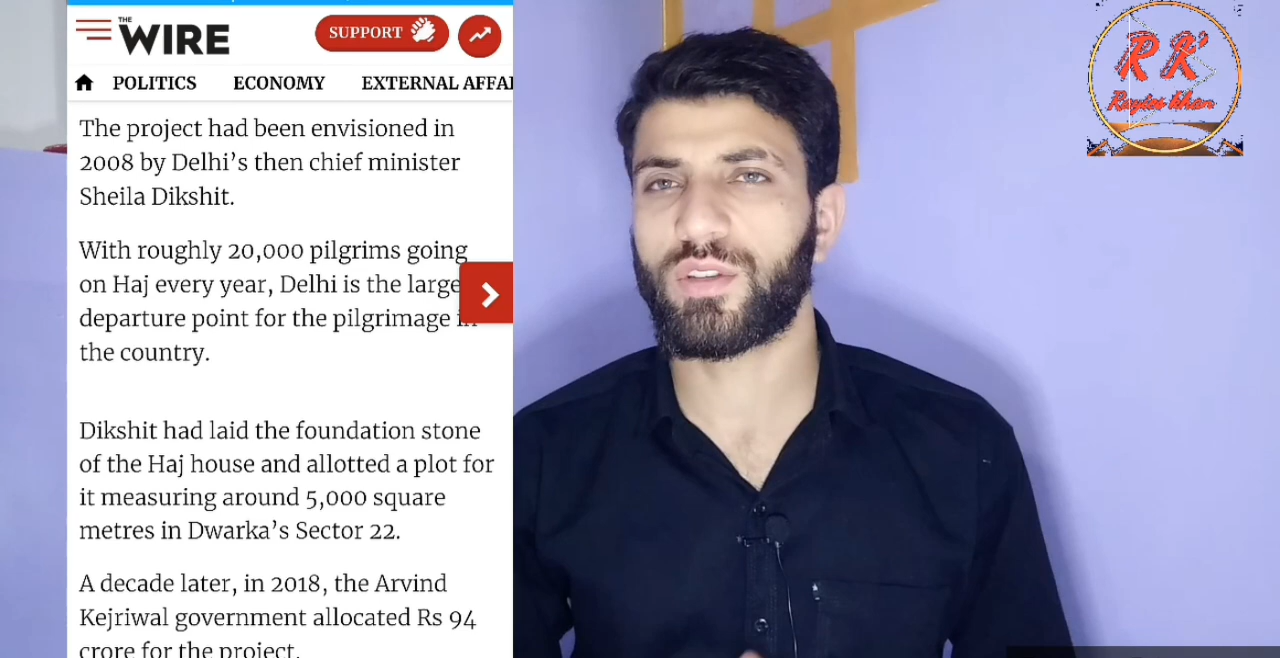 THE
WIRE
SUPPORT
POLITICS ECONOMY EXTERNAL AFFAI
The project had been envisioned in
2008 by Delhi’s then chief minister
Sheila Dikshit.
With roughly 20,000 pilgrims going
on Haj every year, Delhi is the large
departure point for the pilgrimage in
the country.
Dikshit had laid the foundation stone
of the Haj house and allotted a plot for
it measuring around 5,000 square
metres in Dwarka’s Sector 22.
A decade later, in 2018, the Arvind
Kejriwal government allocated Rs 94
crore for the project.
R R's
khan